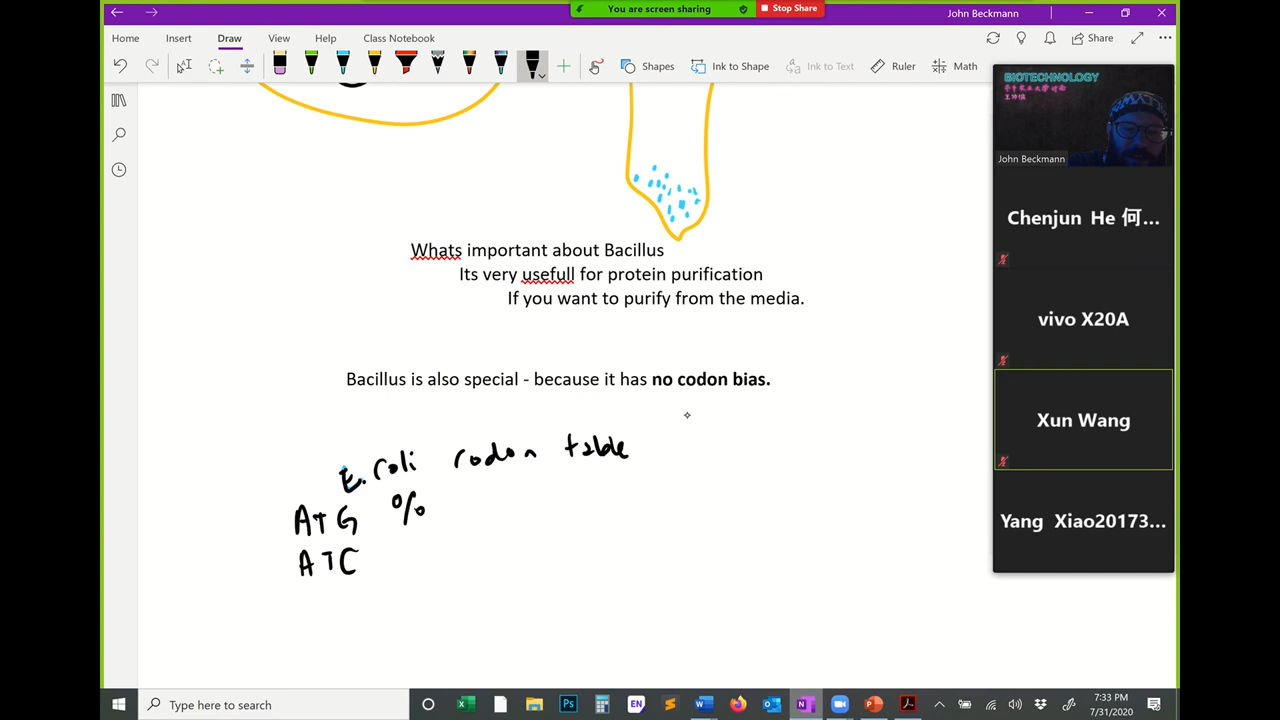 You are screen sharing
Stop Share
John Beckmann
Home Insert Draw View Help Class Notebook
Share
Shapes Ink to Shape Ink to Text Ruler Math
BIOTECHNOLOGY
John Beckmann
Chenjun He 何...
vivo X20A
Xun Wang
Yang Xiao20173...
Whats important about Bacillus
Its very usefull for protein purification
If you want to purify from the media.
Bacillus is also special - because it has no codon bias.
E. coli codon table
ATG %
ATC
Type here to search
EN
7:33 PM
7/31/2020